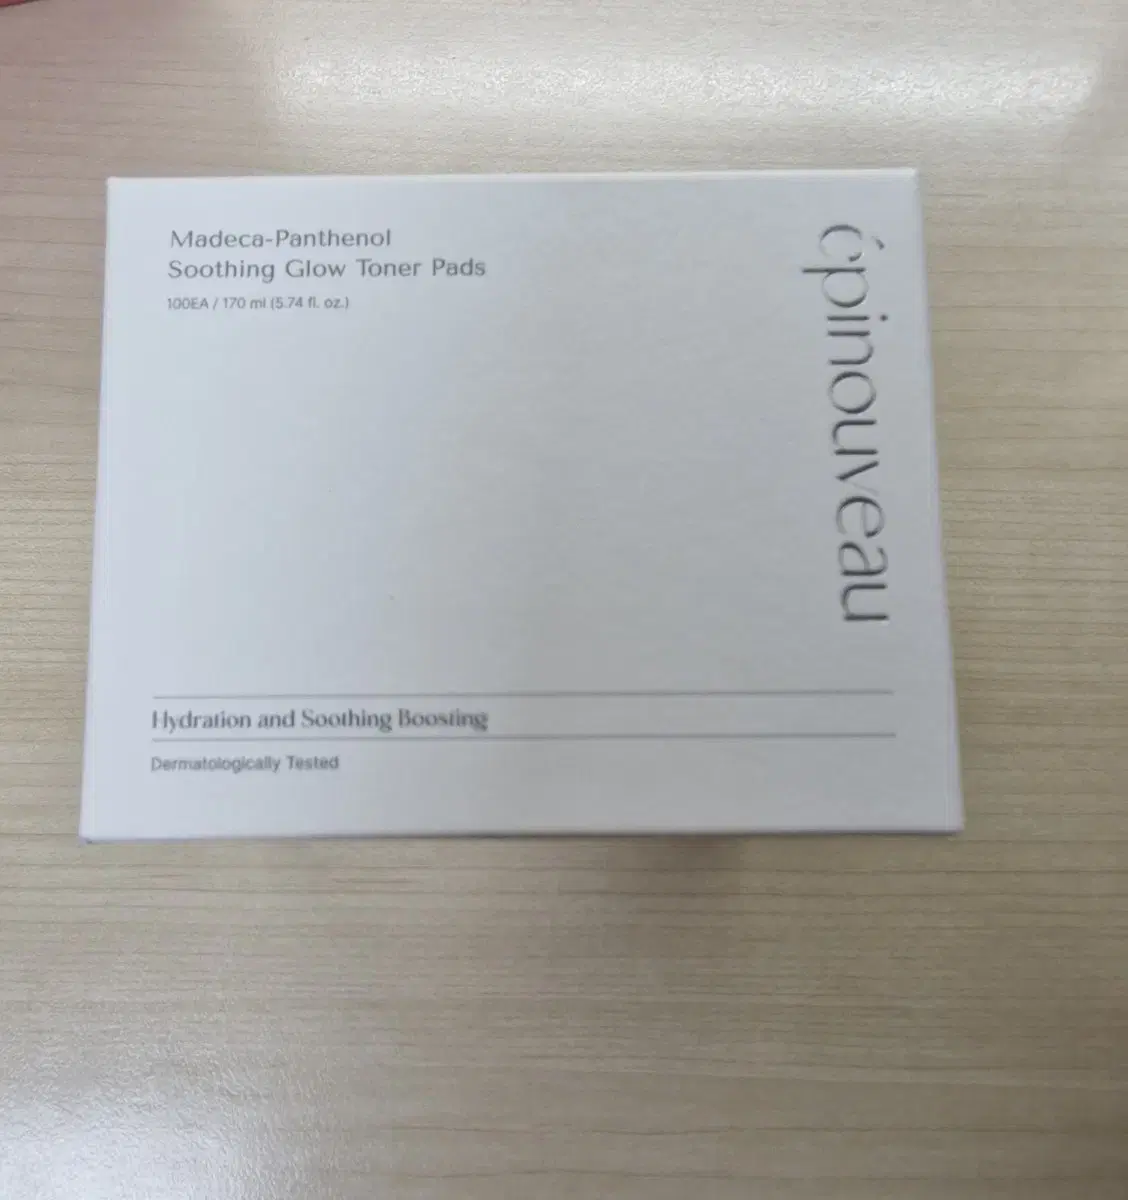 Madeca-Panthenol
Soothing Glow Toner Pads
100EA / 170 ml (5.74 fl. oz.)
épinouveau
Hydration and Soothing Boosting
Dermatologically Tested